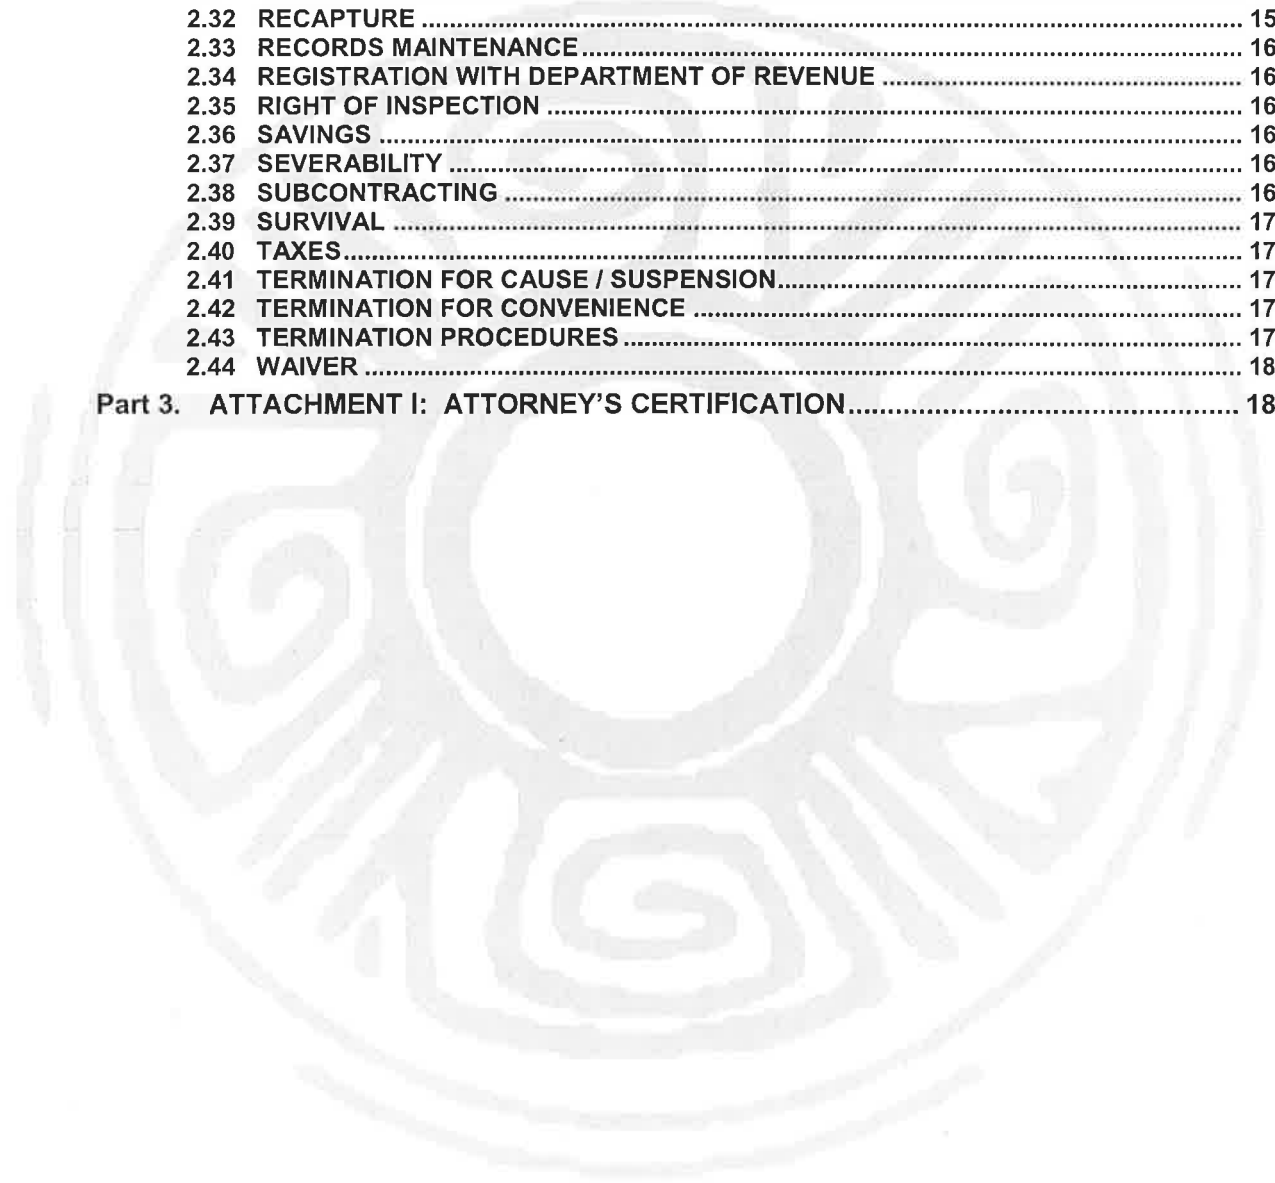 2.32 RECAPTURE ........ 15
2.33 RECORDS MAINTENANCE ........ 16
2.34 REGISTRATION WITH DEPARTMENT OF REVENUE ........ 16
2.35 RIGHT OF INSPECTION ........ 16
2.36 SAVINGS ........ 16
2.37 SEVERABILITY ........ 16
2.38 SUBCONTRACTING ........ 16
2.39 SURVIVAL ........ 17
2.40 TAXES ........ 17
2.41 TERMINATION FOR CAUSE / SUSPENSION ........ 17
2.42 TERMINATION FOR CONVENIENCE ........ 17
2.43 TERMINATION PROCEDURES ........ 17
2.44 WAIVER ........ 18
Part 3. ATTACHMENT I: ATTORNEY'S CERTIFICATION ........ 18